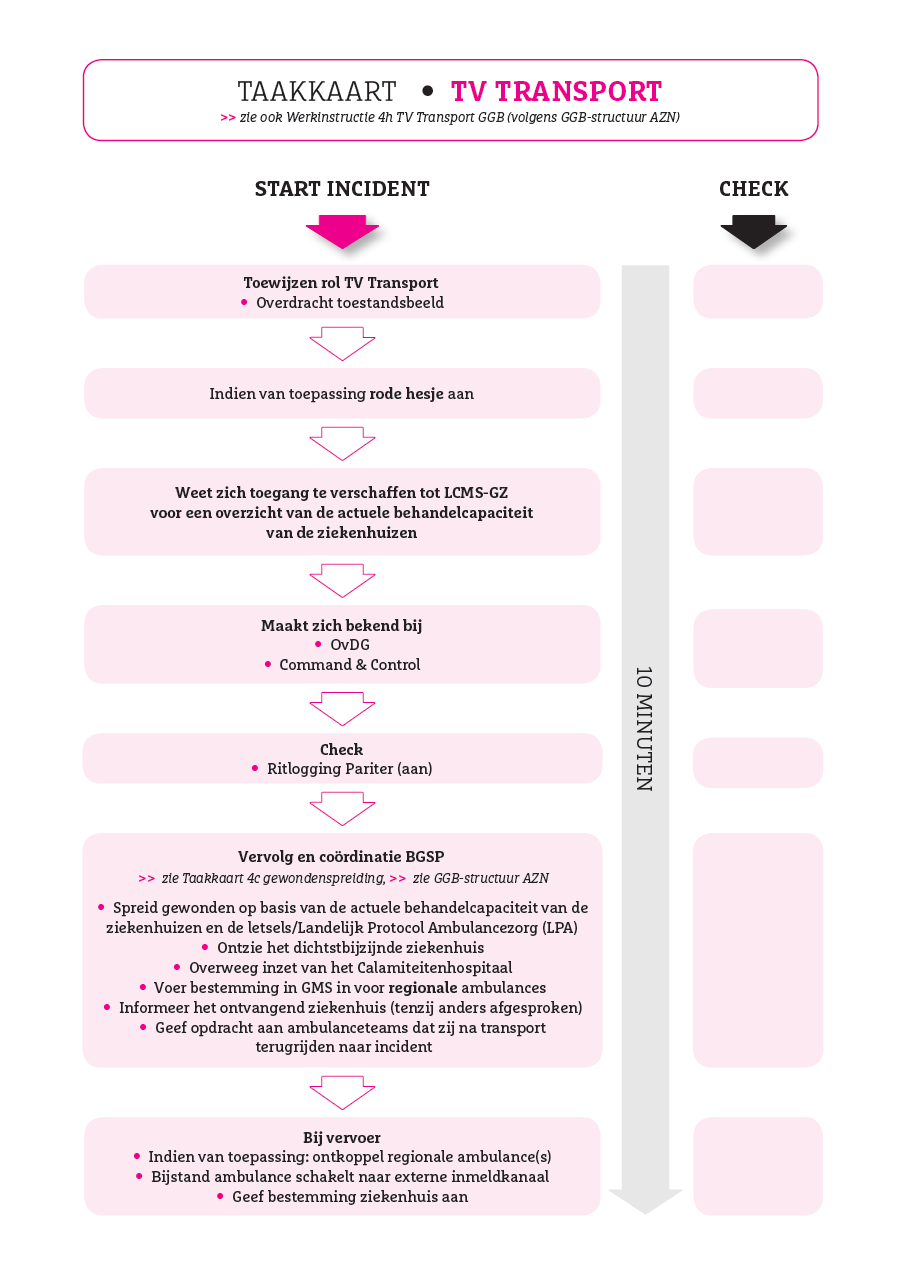 TAAKKAART • TV TRANSPORT
>> zie ook Werkinstructie 4h TV Transport GGB (volgens GGB-structuur AZN)
START INCIDENT
CHECK
Toewijzen rol TV Transport
• Overdracht toestandsbeeld
Indien van toepassing rode hesje aan
Weet zich toegang te verschaffen tot LCMS-GZ
voor een overzicht van de actuele behandelcapaciteit
van de ziekenhuizen
Maakt zich bekend bij
• OvDG
• Command & Control
Check
• Ritlogging Pariter (aan)
Vervolg en coördinatie BGSP
>> zie Taakkaart 4c gewondenspreiding, >> zie GGB-structuur AZN
• Spreid gewonden op basis van de actuele behandelcapaciteit van de
ziekenhuizen en de letsels/Landelijk Protocol Ambulancezorg (LPA)
• Ontzie het dichtstbijzijnde ziekenhuis
• Overweeg inzet van het Calamiteitenhospitaal
• Voer bestemming in GMS in voor regionale ambulances
• Informeer het ontvangend ziekenhuis (tenzij anders afgesproken)
• Geef opdracht aan ambulanceteams dat zij na transport
terugrijden naar incident
Bij vervoer
• Indien van toepassing: ontkoppel regionale ambulance(s)
• Bijstand ambulance schakelt naar externe inmeldkanaal
• Geef bestemming ziekenhuis aan
10 MINUTEN